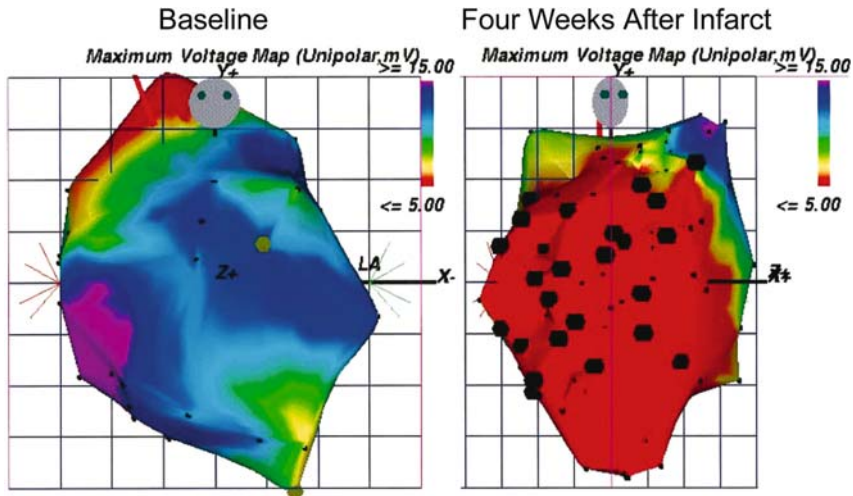 Baseline
Maximum Voltage Map (Unipolar,mV)
>= 15.00
Y+
<= 5.00
LA
Z+
X-
Four Weeks After Infarct
Maximum Voltage Map (Unipolar,mV)
>= 15.00
Y+
<= 5.00